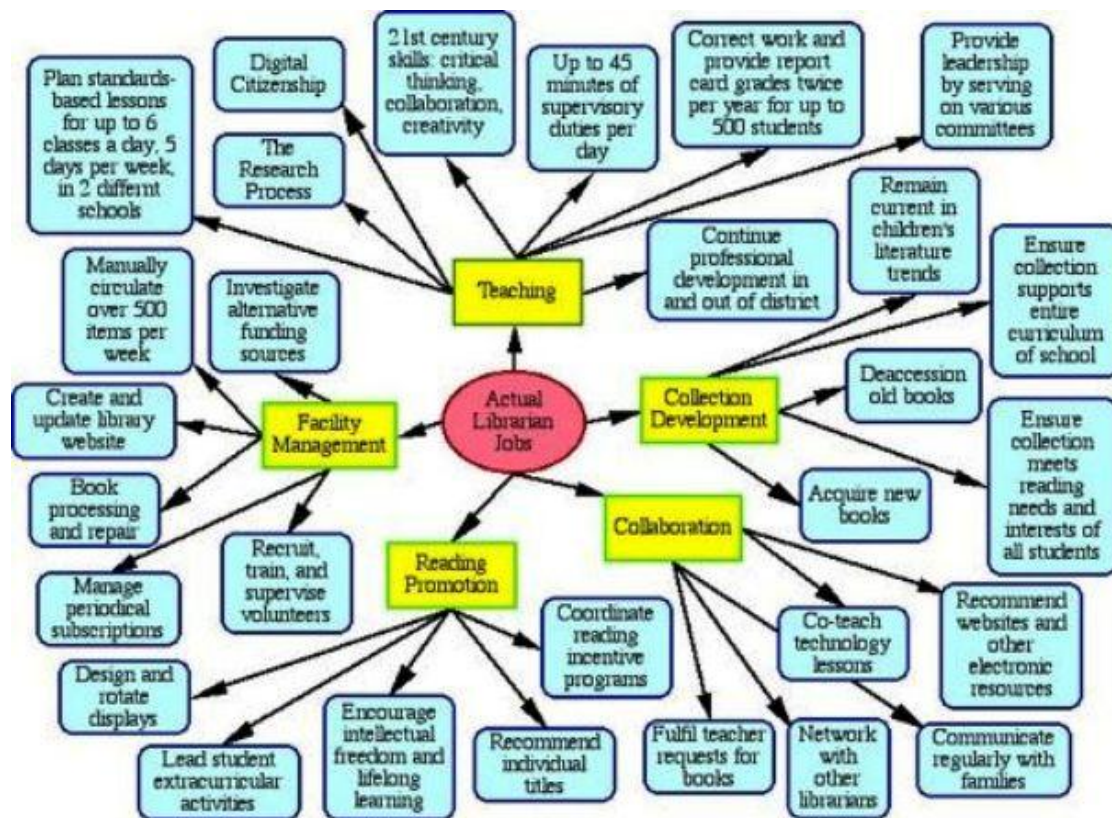 Plan standards-
based lessons
for up to 6
classes a day, 5
days per week,
in 2 differnt
schools
Digital
Citizenship
The
Research
Process
21st century
skills: critical
thinking,
collaboration,
creativity
Up to 45
minutes of
supervisory
duties per
day
Correct work and
provide report
card grades twice
per year for up to
500 students
Provide
leadership
by serving
on various
committees
Continue
professional
development in
and out of district
Teaching
Remain
current in
children's
literature
trends
Ensure
collection
supports
entire
curriculum
of school
Deaccession
old books
Ensure
collection
meets
reading
needs and
interests of
all students
Acquire new
books
Collection
Development
Actual
Librarian
Jobs
Manually
circulate
over 500
items per
week
Investigate
alternative
funding
sources
Create and
update library
website
Facility
Management
Book
processing
and repair
Manage
periodical
subscriptions
Recruit,
train, and
supervise
volunteers
Reading
Promotion
Design and
rotate
displays
Lead student
extracurricular
activities
Encourage
intellectual
freedom and
lifelong
learning
Recommend
individual
titles
Coordinate
reading
incentive
programs
Collaboration
Co-teach
technology
lessons
Recommend
websites and
other
electronic
resources
Fulfil teacher
requests for
books
Network
with
other
librarians
Communicate
regularly with
families